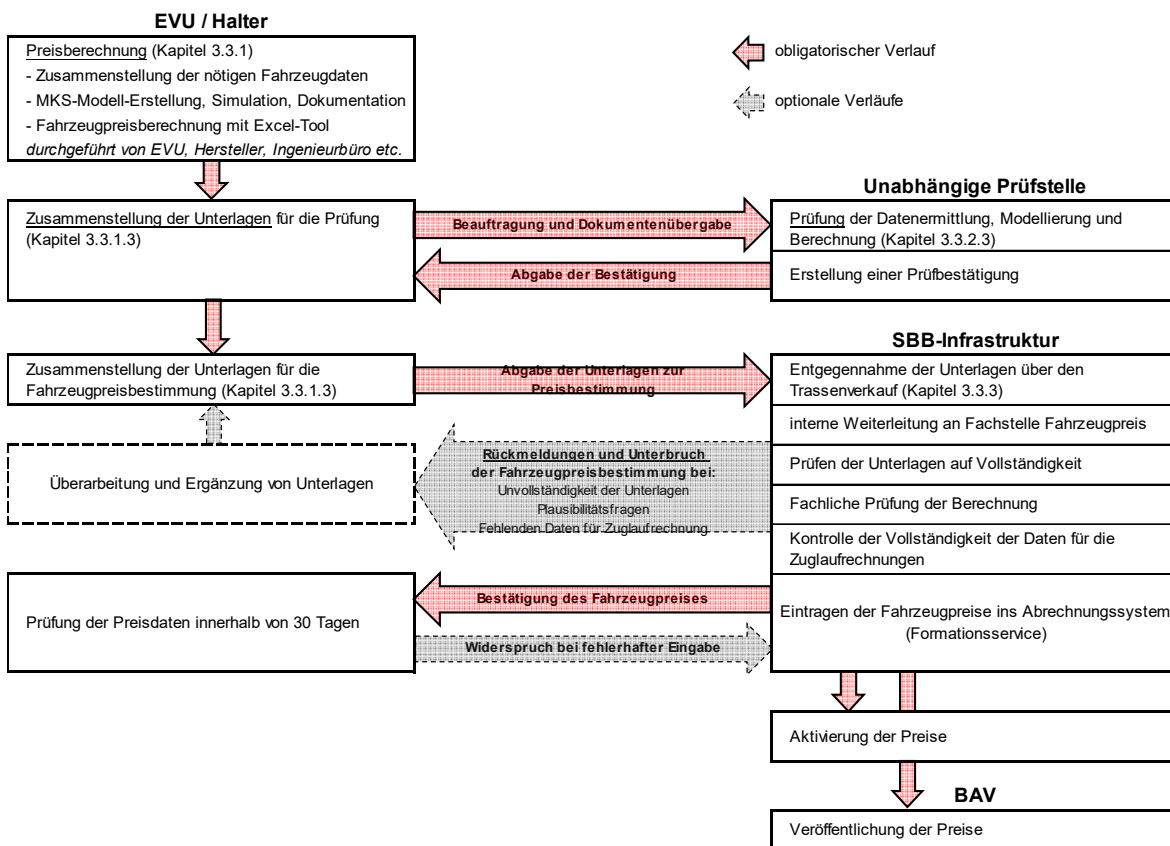 EVU / Halter
Preisberechnung (Kapitel 3.3.1)
- Zusammenstellung der nötigen Fahrzeugdaten
- MKS-Modell-Erstellung, Simulation, Dokumentation
- Fahrzeugpreisberechnung mit Excel-Tool
durchgeführt von EVU, Hersteller, Ingenieurbüro etc.
obligatorischer Verlauf
optionale Verläufe
Unabhängige Prüfstelle
Zusammenstellung der Unterlagen für die Prüfung
(Kapitel 3.3.1.3)
Beauftragung und Dokumentenübergabe
Prüfung der Datenermittlung, Modellierung und
Berechnung (Kapitel 3.3.2.3)
Abgabe der Bestätigung
Erstellung einer Prüfbestätigung
SBB-Infrastruktur
Zusammenstellung der Unterlagen für die
Fahrzeugpreisbestimmung (Kapitel 3.3.1.3)
Abgabe der Unterlagen zur
Preisbestimmung
Entgegennahme der Unterlagen über den
Trassenverkauf (Kapitel 3.3.3)
interne Weiterleitung an Fachstelle Fahrzeugpreis
Überarbeitung und Ergänzung von Unterlagen
Rückmeldungen und Unterbruch
der Fahrzeugpreisbestimmung bei:
Unvollständigkeit der Unterlagen
Plausibilitätsfragen
Fehlenden Daten für Zuglaufrechnung
Prüfen der Unterlagen auf Vollständigkeit
Fachliche Prüfung der Berechnung
Kontrolle der Vollständigkeit der Daten für die
Zuglaufrechnungen
Prüfung der Preisdaten innerhalb von 30 Tagen
Bestätigung des Fahrzeugpreises
Widerspruch bei fehlerhafter Eingabe
Eintragen der Fahrzeugpreise ins Abrechnungssystem
(Formationsservice)
Aktivierung der Preise
BAV
Veröffentlichung der Preise